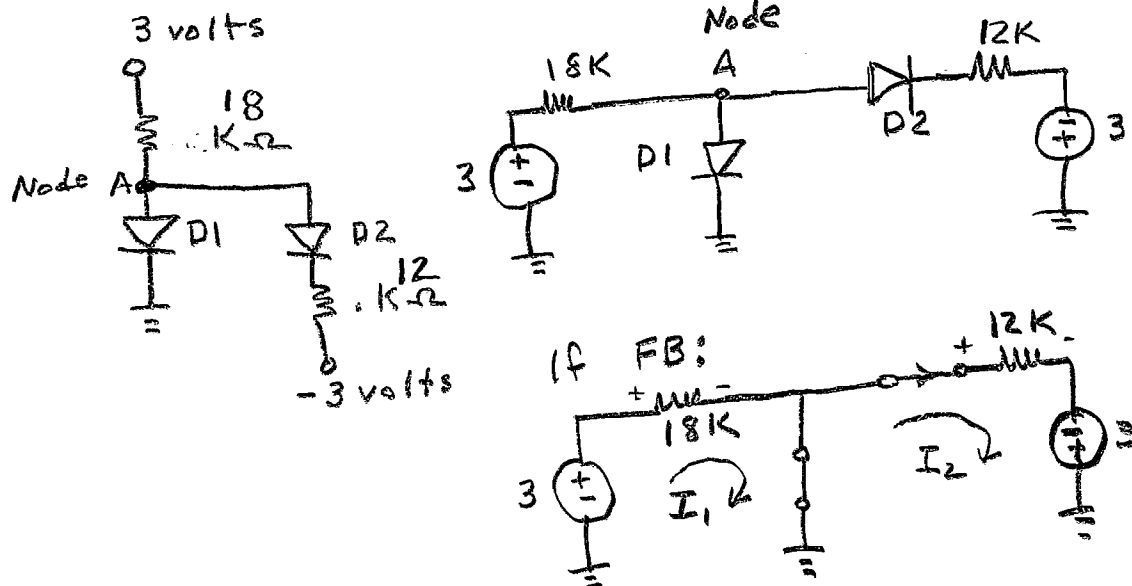 3 volts
18
KΩ
Node A
D1
D2
12
KΩ
-3 volts
Node
A
18K
12K
D2
D1
3
+
-
-
+
3
If FB:
+
-
18K
+
12K
-
3
+
-
I1
I2
-
+